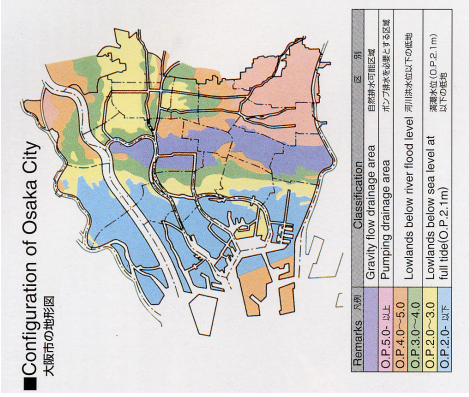 ■Configuration of Osaka City
大阪市の地形図
Remarks 凡例
Classification
区 別
Gravity flow drainage area
自然排水可能区域
O.P.5.0- 以上
Pumping drainage area
ポンプ排水を必要とする区域
O.P.4.0～5.0
O.P.3.0～4.0
Lowlands below river flood level
河川洪水位以下の低地
O.P.2.0～3.0
Lowlands below sea level at
full tide(O.P.2.1m)
満潮水位(O.P.2.1m)
以下の低地
O.P.2.0- 以下